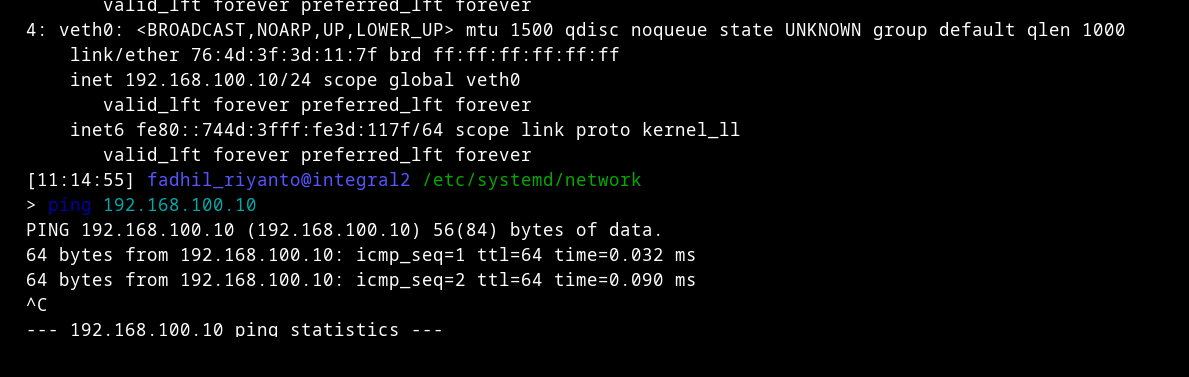 valid_lft forever preferred_lft forever
4: veth0: <BROADCAST,NOARP,UP,LOWER_UP> mtu 1500 qdisc noqueue state UNKNOWN group default qlen 1000
    link/ether 76:4d:3f:3d:11:7f brd ff:ff:ff:ff:ff:ff
    inet 192.168.100.10/24 scope global veth0
       valid_lft forever preferred_lft forever
    inet6 fe80::744d:3fff:fe3d:117f/64 scope link proto kernel_ll
       valid_lft forever preferred_lft forever
[11:14:55] fadhil_riyanto@integral2 /etc/systemd/network
> ping 192.168.100.10
PING 192.168.100.10 (192.168.100.10) 56(84) bytes of data.
64 bytes from 192.168.100.10: icmp_seq=1 ttl=64 time=0.032 ms
64 bytes from 192.168.100.10: icmp_seq=2 ttl=64 time=0.090 ms
^C
--- 192.168.100.10 ping statistics ---